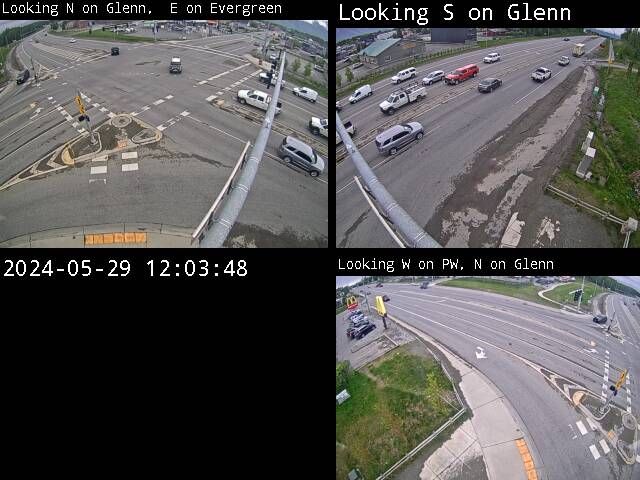 Looking N on Glenn,  E on Evergreen
Looking S on Glenn
2024-05-29 12:03:48
Looking W on PW, N on Glenn